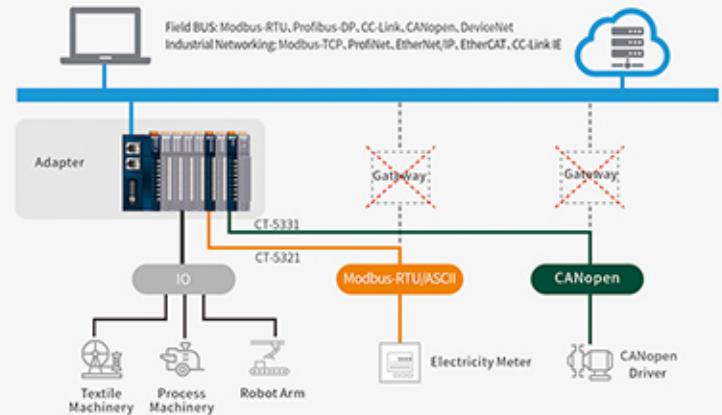 Field BUS: Modbus-RTU、Profibus-DP、CC-Link、CANopen、DeviceNet
Industrial Networking: Modbus-TCP、ProfiNet、EtherNet/IP、EtherCAT、CC-Link IE
Adapter
Gateway
Gateway
CT-5331
CT-5321
IO
Modbus-RTU/ASCII
CANopen
Textile
Machinery
Process
Machinery
Robot Arm
Electricity Meter
CANopen
Driver